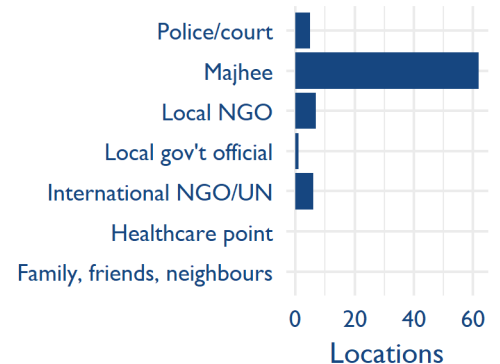 Police/court
Majhee
Local NGO
Local gov't official
International NGO/UN
Healthcare point
Family, friends, neighbours
0 20 40 60
Locations